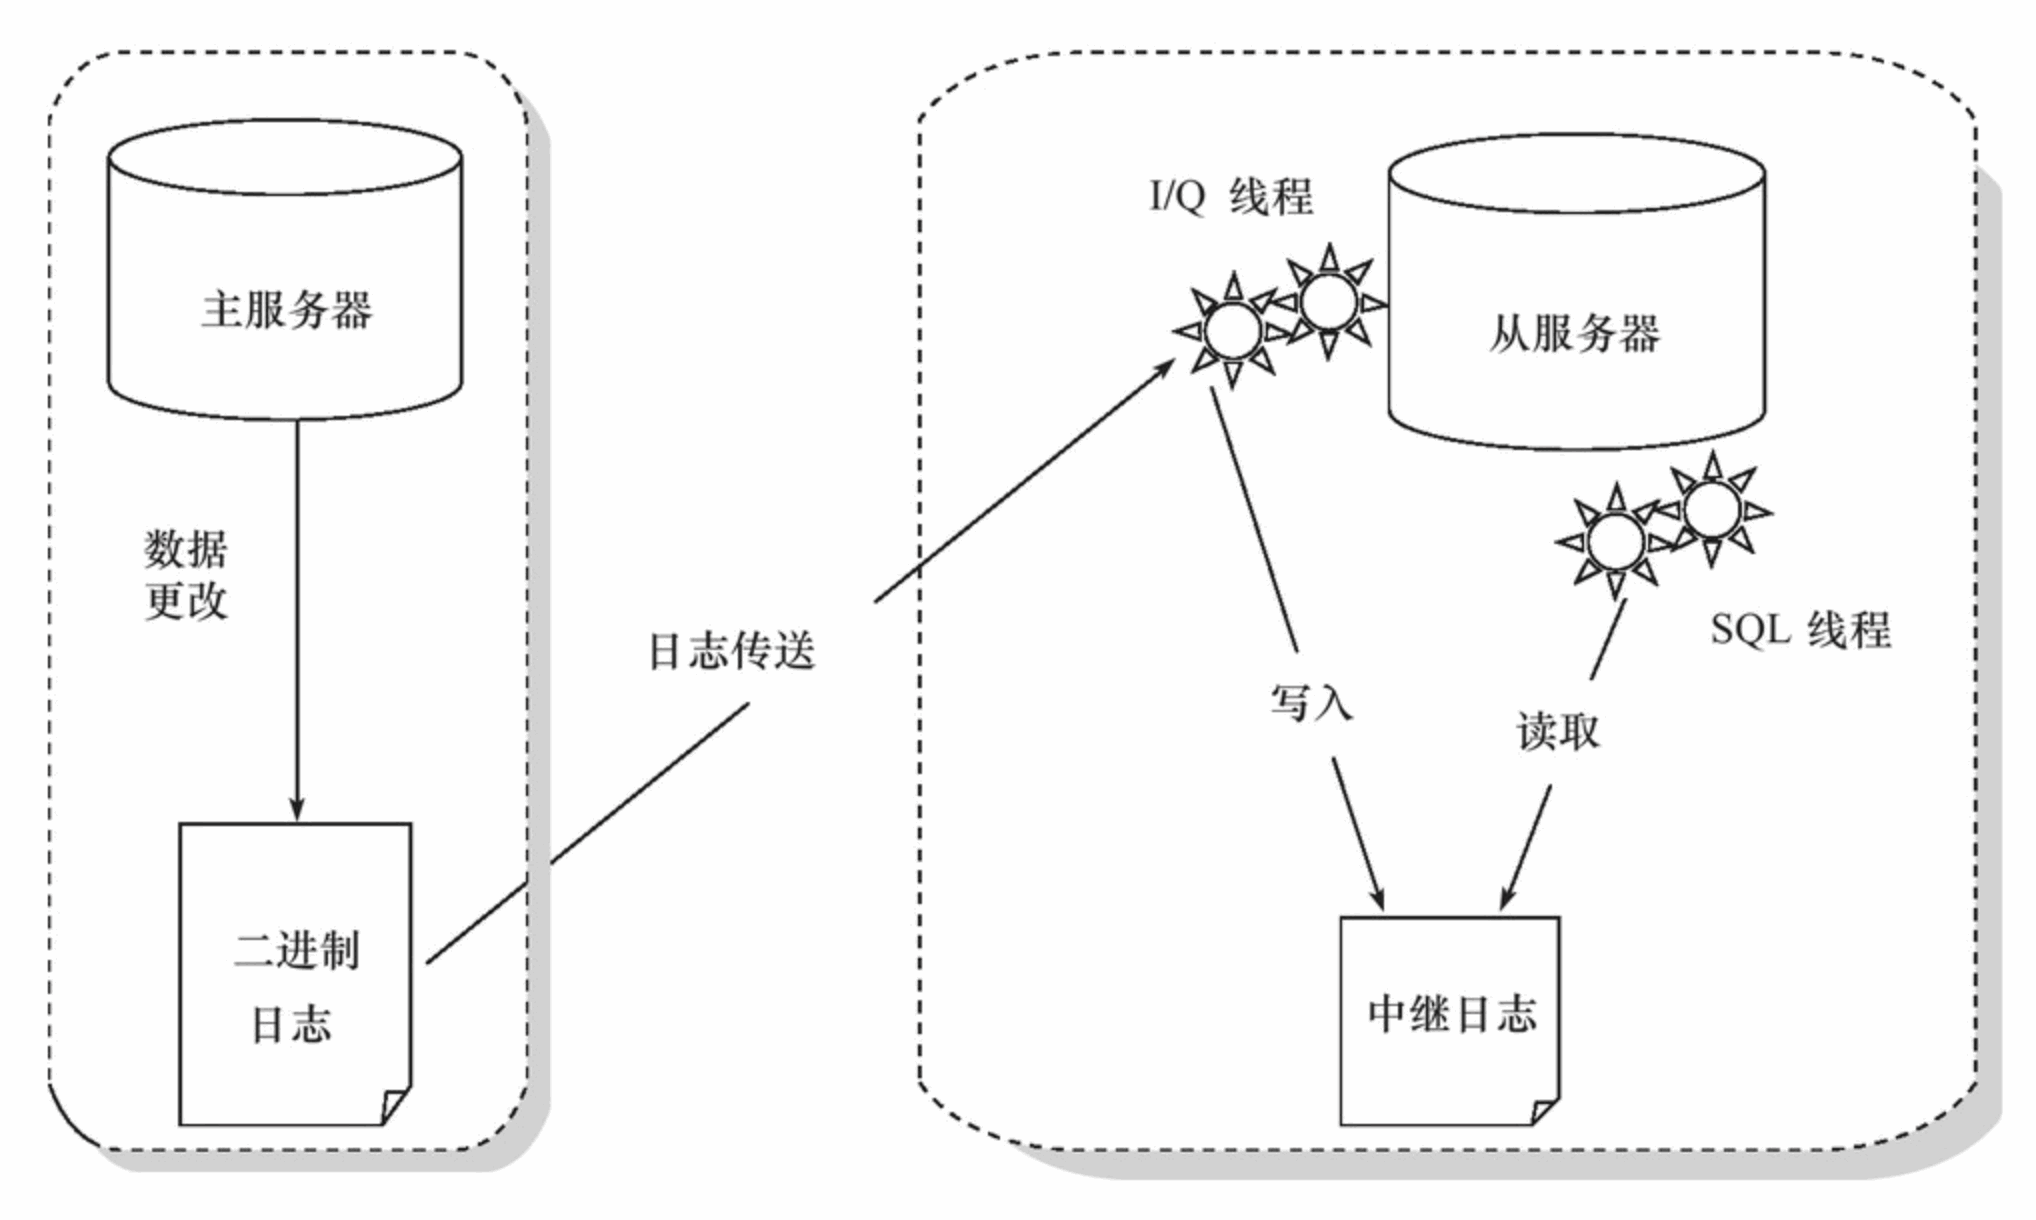 主服务器
数据
更改
二进制
日志
日志传送
I/Q 线程
从服务器
SQL 线程
写入
读取
中继日志